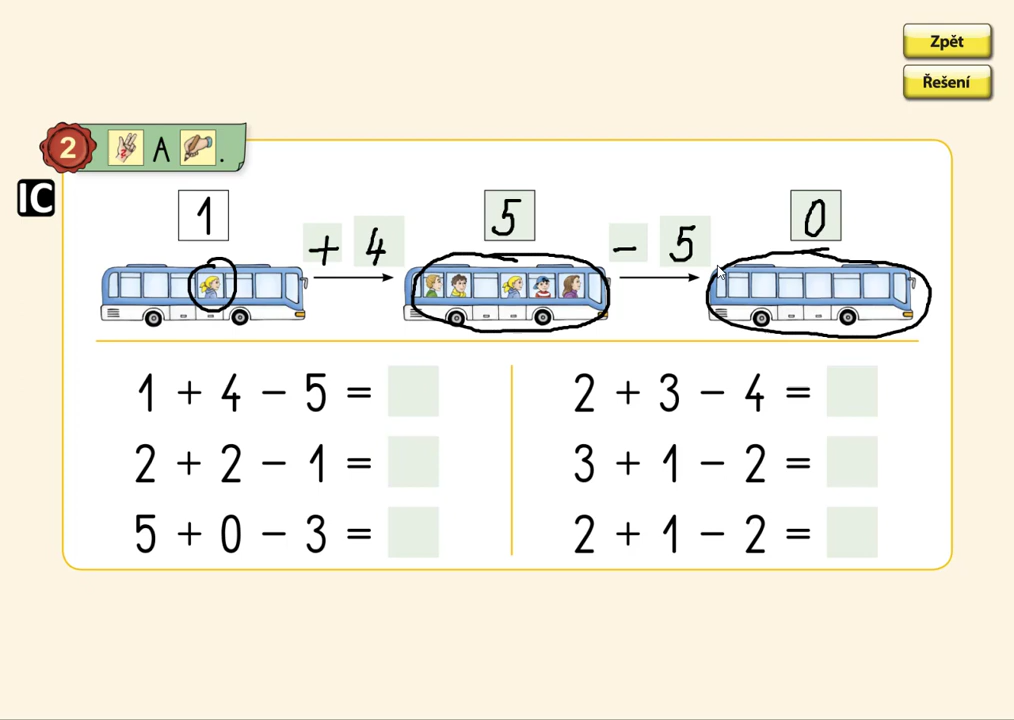 Zpět
Řešení
2 A .
IC
1 + 4 5 - 5 0
1 + 4 - 5 =
2 + 2 - 1 =
5 + 0 - 3 =
2 + 3 - 4 =
3 + 1 - 2 =
2 + 1 - 2 =